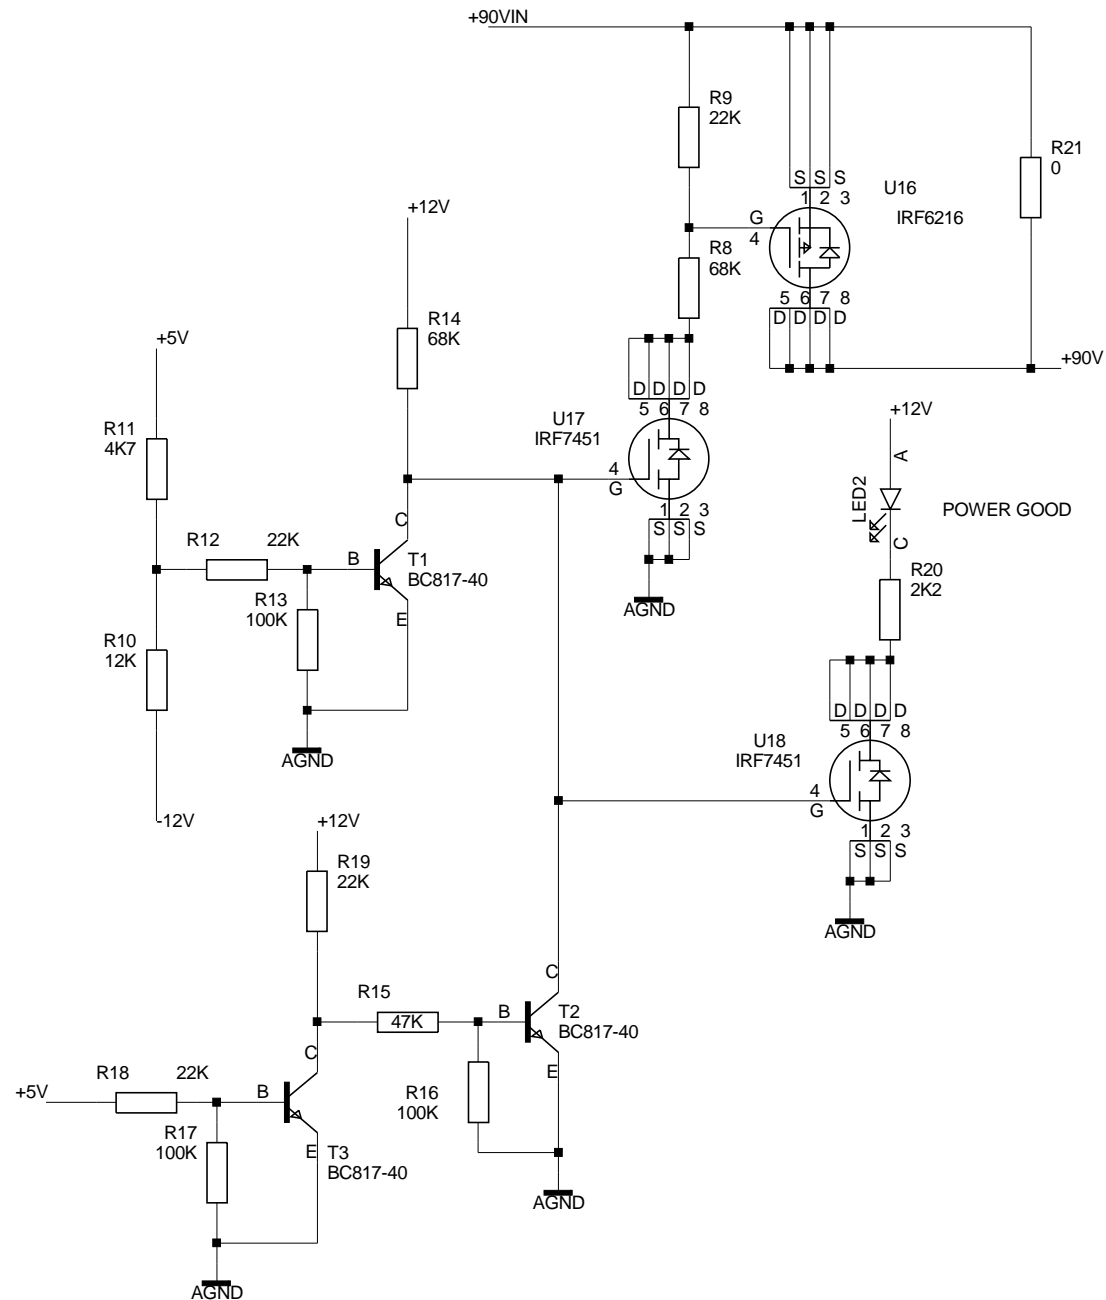 +90VIN
R9
22K
R21
0
S S S
1 2 3
U16
IRF6216
G
4
R8
68K
5 6 7 8
D D D D
+90V
+12V
R14
68K
+5V
R11
4K7
D D D D
5 6 7 8
U17
IRF7451
4
G
1 2 3
S S S
AGND
+12V
A
LED2
C
POWER GOOD
R20
2K2
R12 22K
C
B
T1
BC817-40
E
R13
100K
R10
12K
AGND
-12V
D D D D
5 6 7 8
U18
IRF7451
4
G
1 2 3
S S S
AGND
+12V
R19
22K
R15
47K
C
B
T2
BC817-40
E
R16
100K
AGND
+5V
R18 22K
C
B
R17
100K
E
T3
BC817-40
AGND